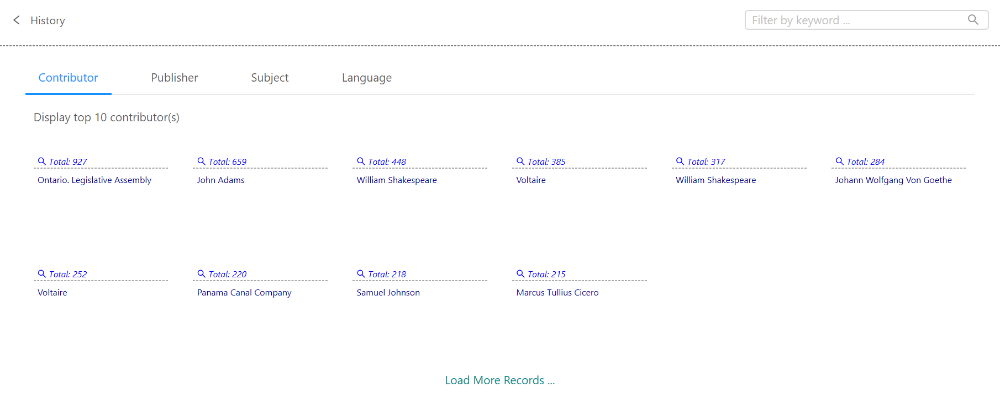 History
Filter by keyword ...
Contributor Publisher Subject Language
Display top 10 contributor(s)
Total: 927 Total: 659 Total: 448 Total: 385 Total: 317 Total: 284
Ontario. Legislative Assembly John Adams William Shakespeare Voltaire William Shakespeare Johann Wolfgang Von Goethe
Total: 252 Total: 220 Total: 218 Total: 215
Voltaire Panama Canal Company Samuel Johnson Marcus Tullius Cicero
Load More Records ...